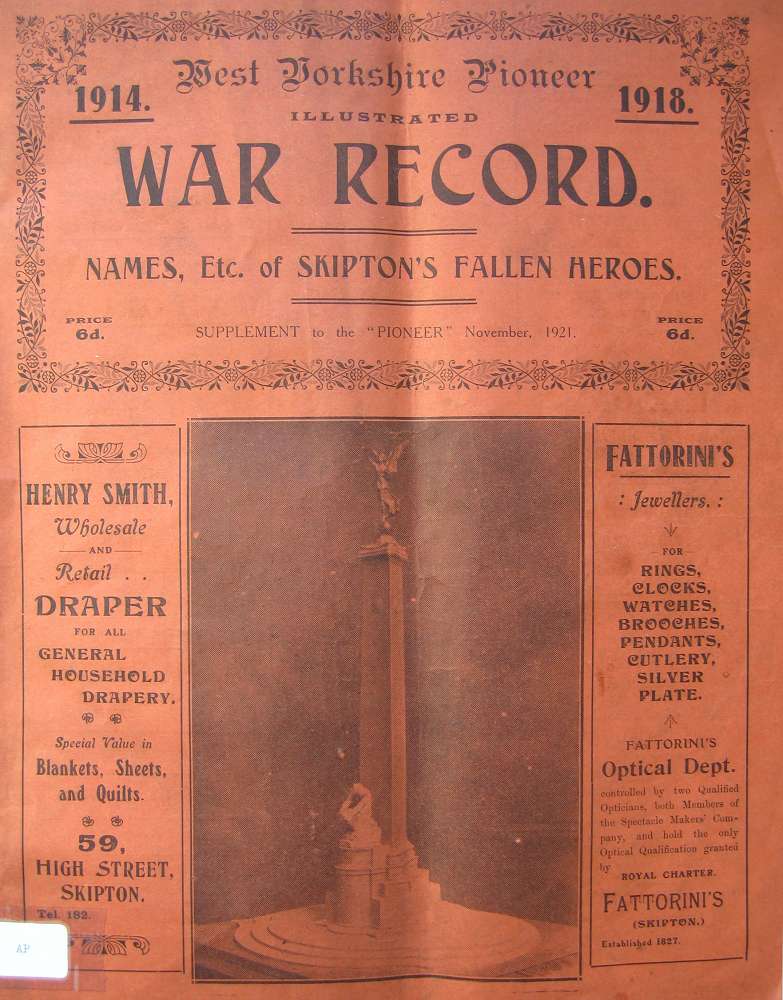 1914.
West Yorkshire Pioneer
1918.
ILLUSTRATED
WAR RECORD.
NAMES, Etc. of SKIPTON'S FALLEN HEROES.
PRICE
6d.
SUPPLEMENT to the "PIONEER" November, 1921.
PRICE
6d.
HENRY SMITH,
Wholesale
AND
Retail . .
DRAPER
FOR ALL
GENERAL
HOUSEHOLD
DRAPERY.
Special Value in
Blankets, Sheets,
and Quilts.
59,
HIGH STREET,
SKIPTON.
Tel. 182.
AP
FATTORINI'S
: Jewellers. :
FOR
RINGS,
CLOCKS,
WATCHES,
BROOCHES,
PENDANTS,
CUTLERY,
SILVER
PLATE.
FATTORINI'S
Optical Dept.
controlled by two Qualified
Opticians, both Members of
the Spectacle Makers' Com-
pany, and hold the only
Optical Qualification granted
by
ROYAL CHARTER.
FATTORINI'S
(SKIPTON.)
Established 1827.